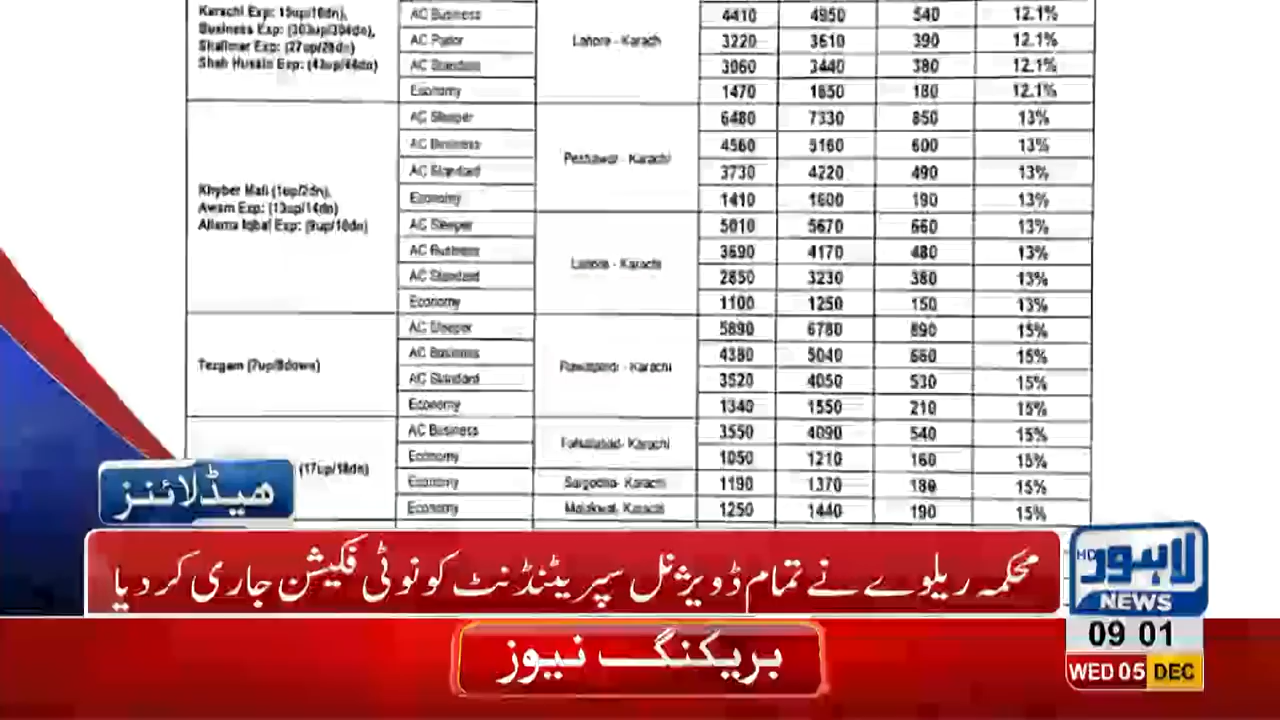 Karachi Exp: 15up/16dn),
Business Exp: (303up/304dn),
Shalimar Exp: (27up/28dn)
Shah Hussain Exp: (43up/44dn)
AC Business Lahore - Karach 4410 4950 540 12.1%
AC Parlor 3220 3610 390 12.1%
AC Standard 3060 3440 380 12.1%
Economy 1470 1650 180 12.1%
Khyber Mail (1up/2dn),
Awam Exp: (13up/14dn)
Allama Iqbal Exp: (9up/10dn)
AC Sleeper Peshawar - Karachi 6480 7330 850 13%
AC Business 4560 5160 600 13%
AC Standard 3730 4220 490 13%
Economy 1410 1600 190 13%
AC Sleeper Lahore - Karachi 5010 5670 660 13%
AC Business 3690 4170 480 13%
AC Standard 2850 3230 380 13%
Economy 1100 1250 150 13%
Tezgam (7up/8down)
AC Sleeper Rawalpindi - Karachi 5890 6780 890 15%
AC Business 4380 5040 660 15%
AC Standard 3520 4050 530 15%
Economy 1340 1550 210 15%
(17up/18dn)
AC Business Faisalabad- Karachi 3550 4090 540 15%
Economy 1050 1210 160 15%
Economy Sargodha- Karachi 1190 1370 180 15%
Economy Malakwal, Karachi 1250 1440 190 15%
ھیڈلائنز
محکمہ ریلوے نے تمام ڈویژنل سپریٹنڈنٹ کو نوٹی فکیشن جاری کر دیا
لاہور HD
NEWS
09 01
WED 05 DEC
بریکنگ نیوز